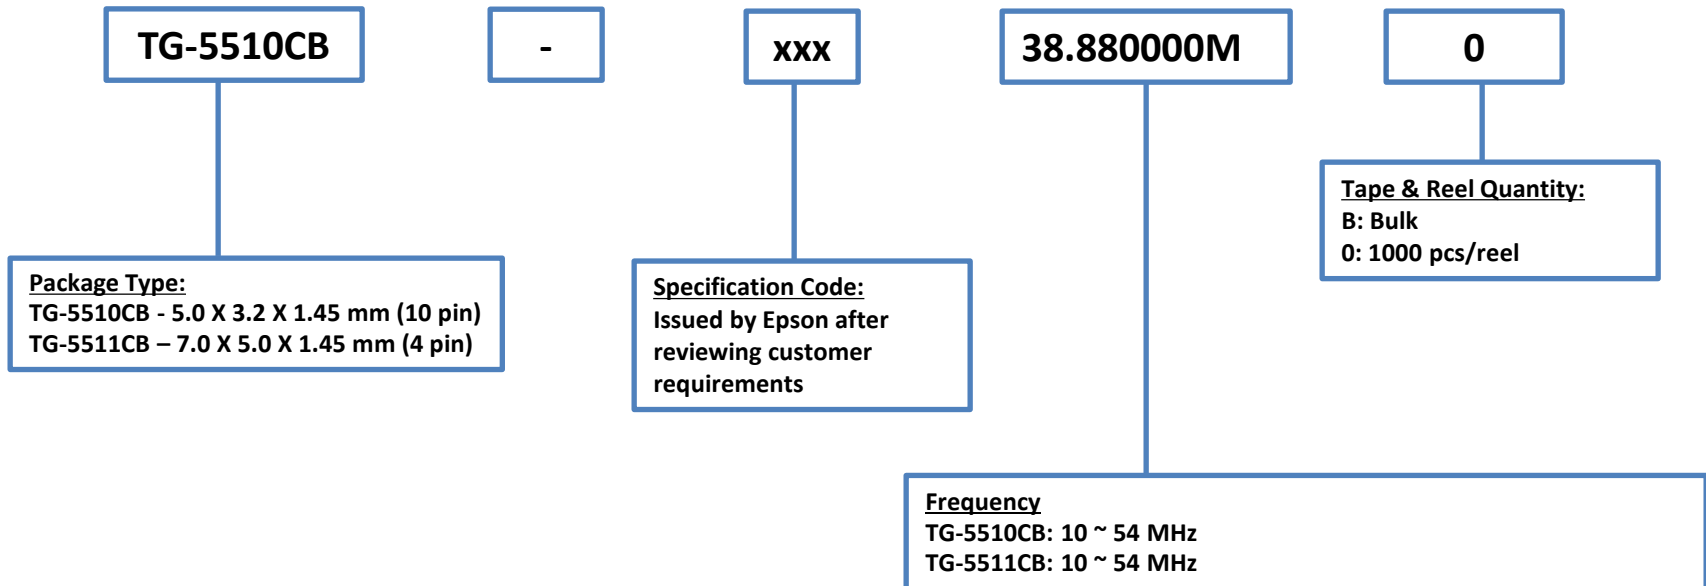 TG-5510CB - xxx 38.880000M 0
Package Type:
TG-5510CB - 5.0 X 3.2 X 1.45 mm (10 pin)
TG-5511CB – 7.0 X 5.0 X 1.45 mm (4 pin)
Specification Code:
Issued by Epson after
reviewing customer
requirements
Tape & Reel Quantity:
B: Bulk
0: 1000 pcs/reel
Frequency
TG-5510CB: 10 ~ 54 MHz
TG-5511CB: 10 ~ 54 MHz